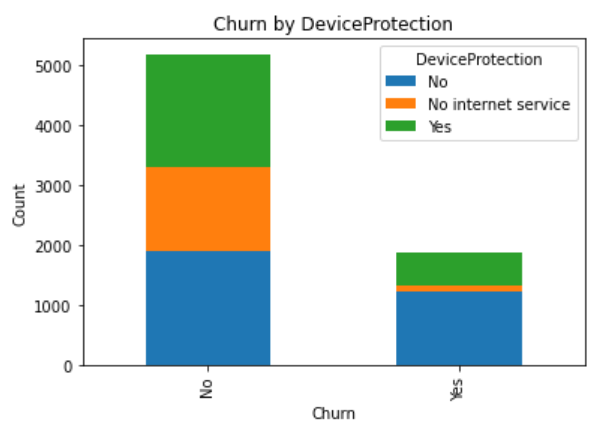 Churn by DeviceProtection
DeviceProtection
No
No internet service
Yes
5000
4000
3000
2000
1000
0
Count
No
Yes
Churn